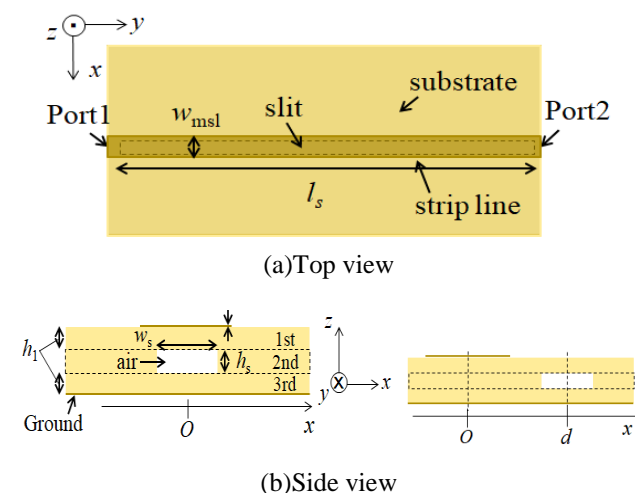 z y
x
substrate
Port1 w_msl slit Port2
l_s
strip line
(a)Top view
z
w_s 1st
h_1 air h_s 2nd
3rd
y x
Ground O x O d x
(b)Side view